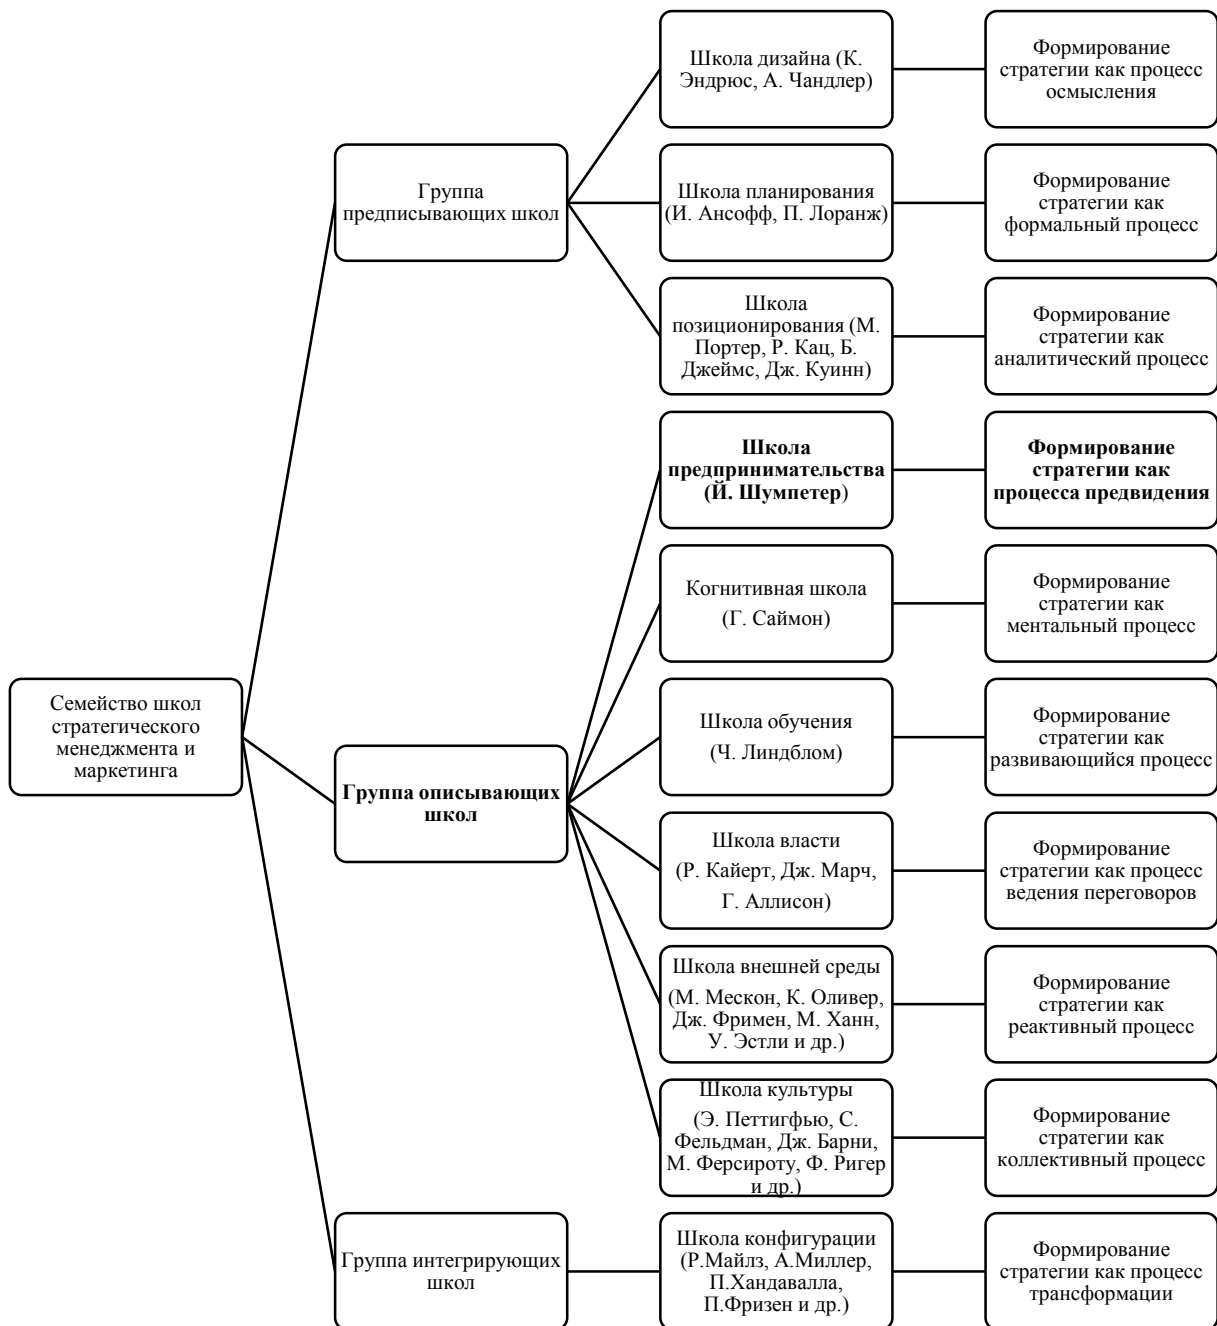 Семейство школ
стратегического
менеджмента и
маркетинга
Группа
предписывающих школ
Школа дизайна (К.
Эндрюс, А. Чандлер)
Формирование
стратегии как процесс
осмысления
Школа планирования
(И. Ансофф, П. Лоранж)
Формирование
стратегии как
формальный процесс
Школа
позиционирования (М.
Портер, Р. Кац, Б.
Джеймс, Дж. Куинн)
Формирование
стратегии как
аналитический процесс
Группа описывающих
школ
Школа
предпринимательства
(Й. Шумпетер)
Формирование
стратегии как
процесса предвидения
Когнитивная школа
(Г. Саймон)
Формирование
стратегии как
ментальный процесс
Школа обучения
(Ч. Линдблом)
Формирование
стратегии как
развивающийся процесс
Школа власти
(Р. Кайерт, Дж. Марч,
Г. Аллисон)
Формирование
стратегии как процесс
ведения переговоров
Школа внешней среды
(М. Мескон, К. Оливер,
Дж. Фримен, М. Ханн,
У. Эстли и др.)
Формирование
стратегии как
реактивный процесс
Школа культуры
(Э. Петтигфью, С.
Фельдман, Дж. Барни,
М. Ферсироту, Ф. Ригер
и др.)
Формирование
стратегии как
коллективный процесс
Группа интегрирующих
школ
Школа конфигурации
(Р.Майлз, А.Миллер,
П.Хандавалла,
П.Фризен и др.)
Формирование
стратегии как процесс
трансформации